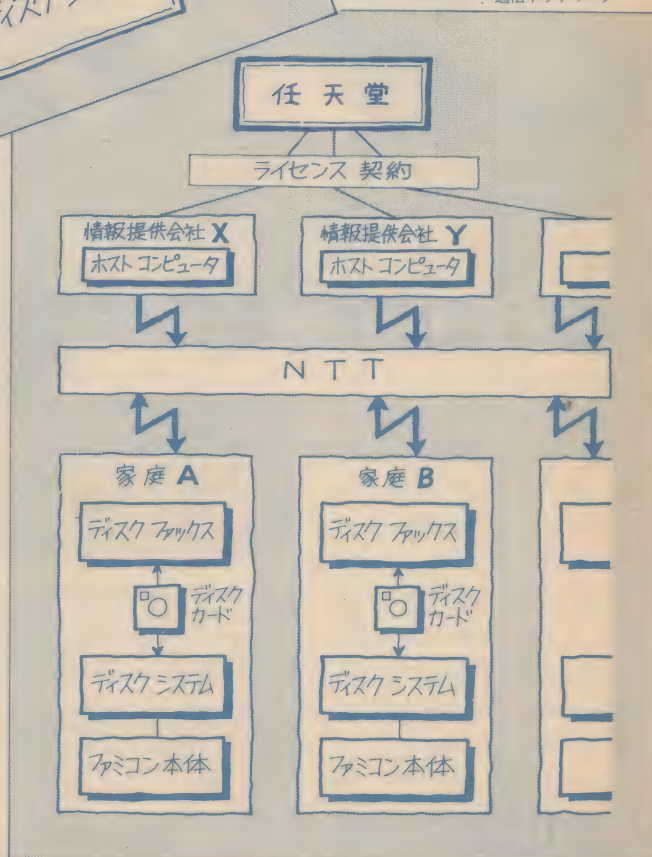 任天堂
ライセンス 契約
情報提供会社 X
ホスト コンピュータ
情報提供会社 Y
ホスト コンピュータ
NTT
家庭 A
ディスク ファックス
ディスク
カード
ディスク システム
ファミコン本体
家庭 B
ディスク ファックス
ディスク
カード
ディスク システム
ファミコン本体